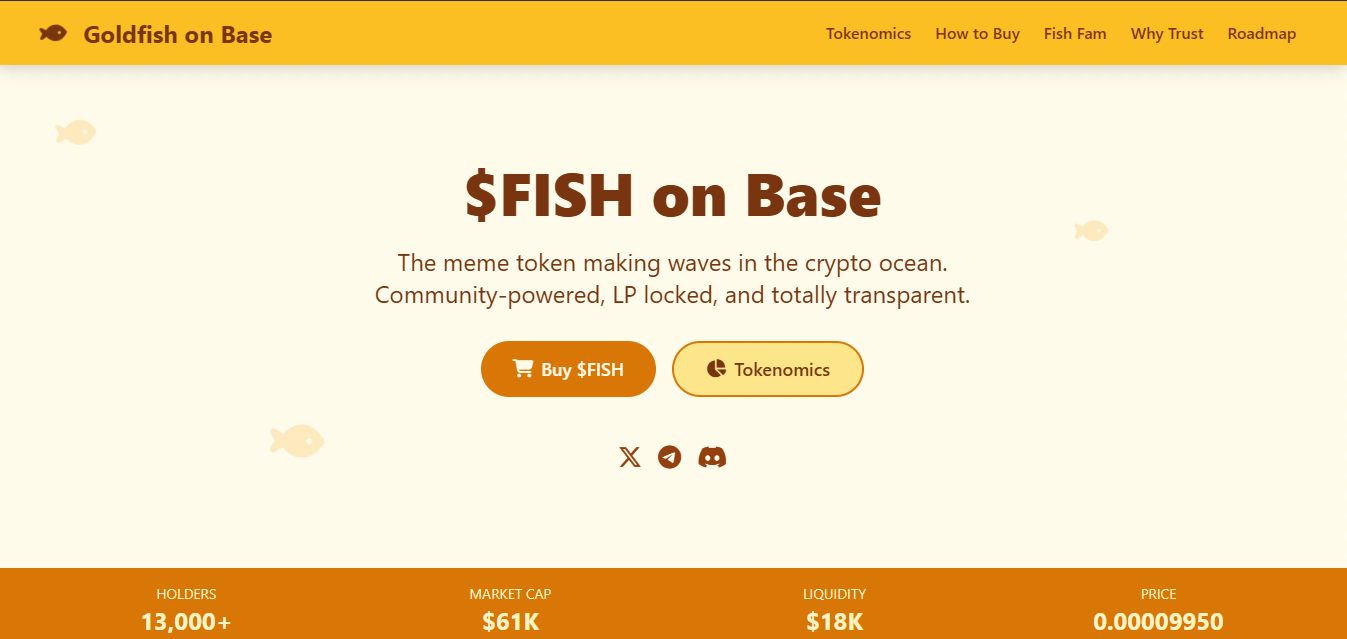 Goldfish on Base
Tokenomics How to Buy Fish Fam Why Trust Roadmap
$FISH on Base
The meme token making waves in the crypto ocean.
Community-powered, LP locked, and totally transparent.
Buy $FISH
Tokenomics
HOLDERS
13,000+
MARKET CAP
$61K
LIQUIDITY
$18K
PRICE
0.00009950